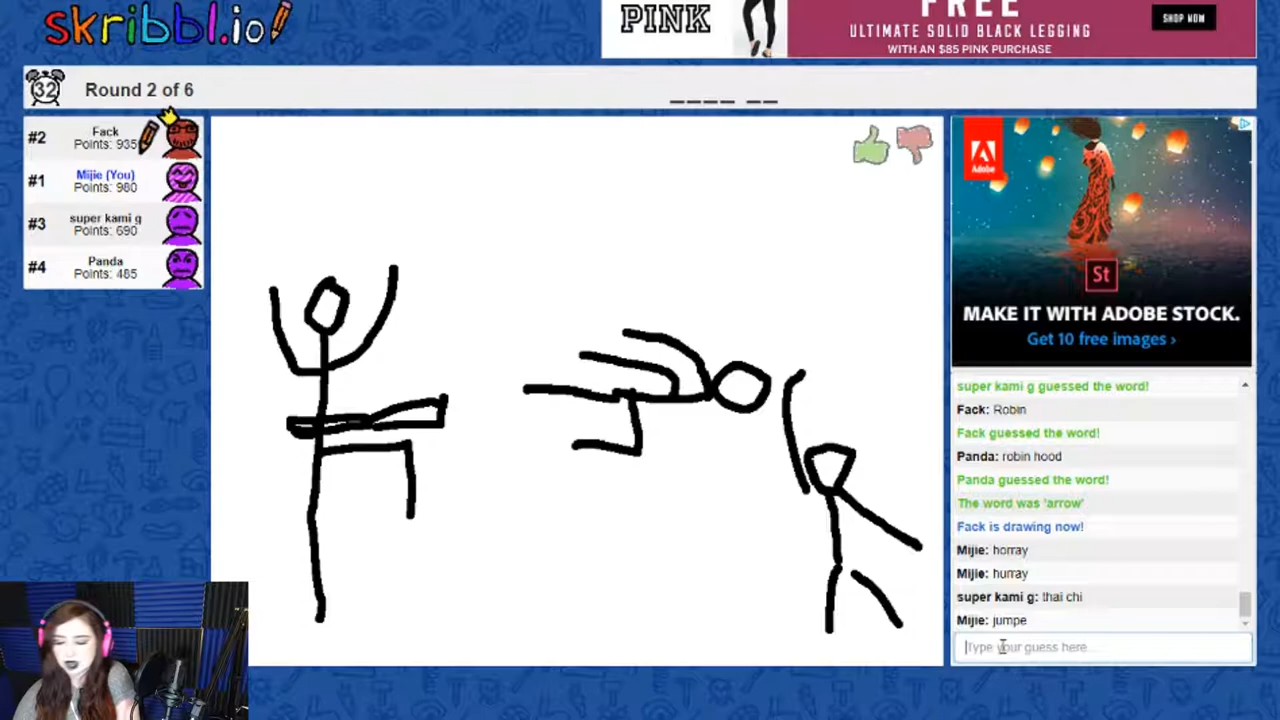 skribbl.io
PINK
FREE
ULTIMATE SOLID BLACK LEGGING
WITH AN $85 PINK PURCHASE
SHOP NOW
32
Round 2 of 6
____ __
#2
Fack
Points: 935
#1
Mijie (You)
Points: 980
#3
super kami g
Points: 690
#4
Panda
Points: 485
Adobe
St
MAKE IT WITH ADOBE STOCK.
Get 10 free images ›
super kami g guessed the word!
Fack: Robin
Fack guessed the word!
Panda: robin hood
Panda guessed the word!
The word was 'arrow'
Fack is drawing now!
Mijie: horray
Mijie: hurray
super kami g: thai chi
Mijie: jumpe
Type your guess here...